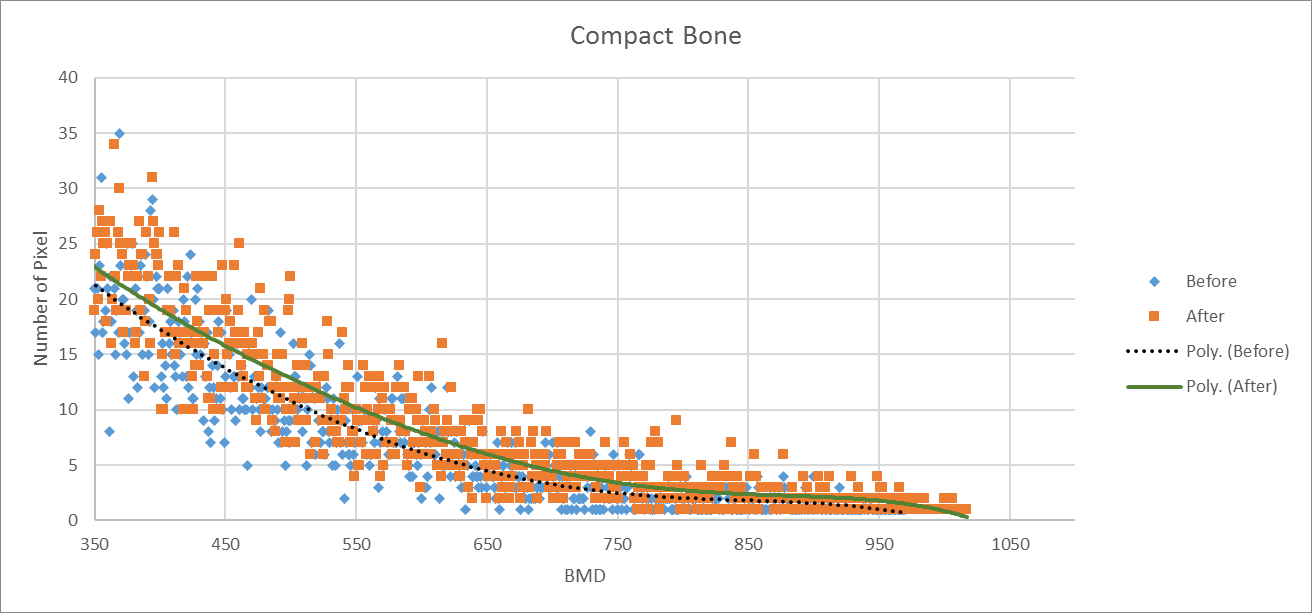 Compact Bone
Number of Pixel
40
35
30
25
20
15
10
5
0
350 450 550 650 750 850 950 1050
BMD
Before
After
Poly. (Before)
Poly. (After)